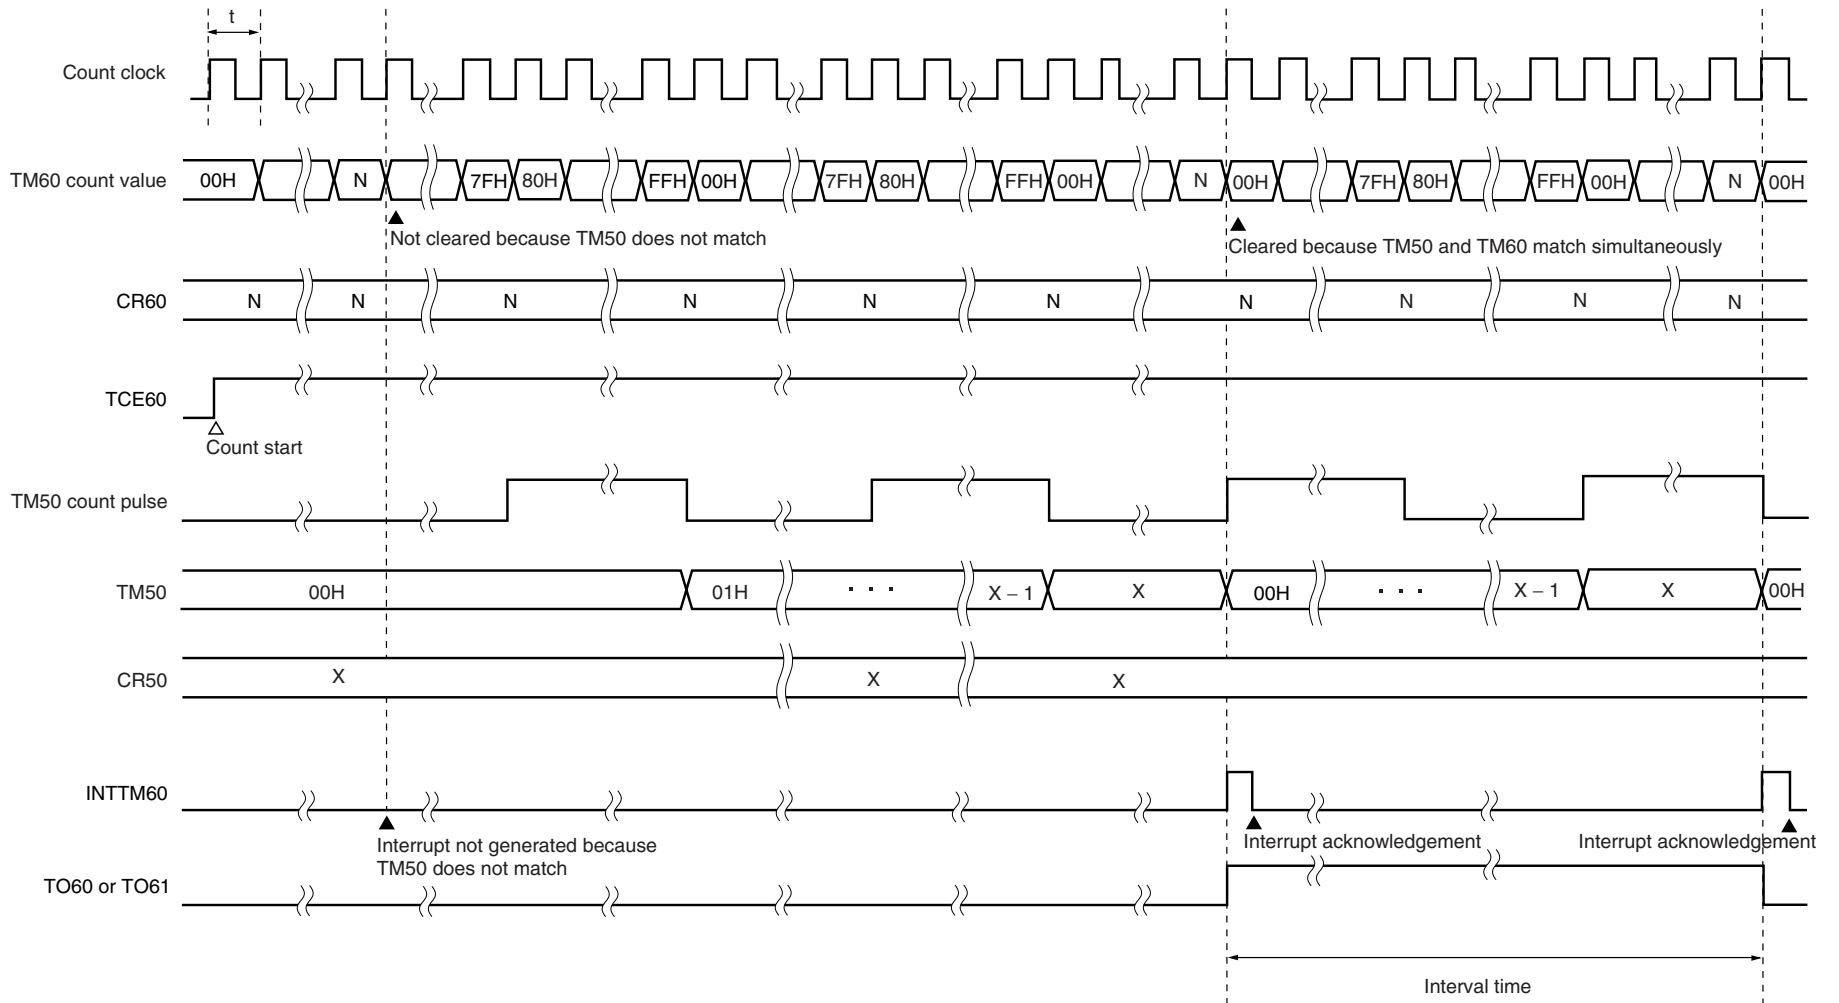 t
Count clock
TM60 count value 00H N 7FH 80H FFH 00H 7FH 80H FFH 00H N 00H 7FH 80H FFH 00H N 00H
Not cleared because TM50 does not match
Cleared because TM50 and TM60 match simultaneously
CR60 N N N N N N N N N N
TCE60
Count start
TM50 count pulse
TM50 00H 01H · · · X – 1 X 00H · · · X – 1 X 00H
CR50 X X X
INTTM60
Interrupt not generated because
TM50 does not match
Interrupt acknowledgement Interrupt acknowledgement
TO60 or TO61
Interval time